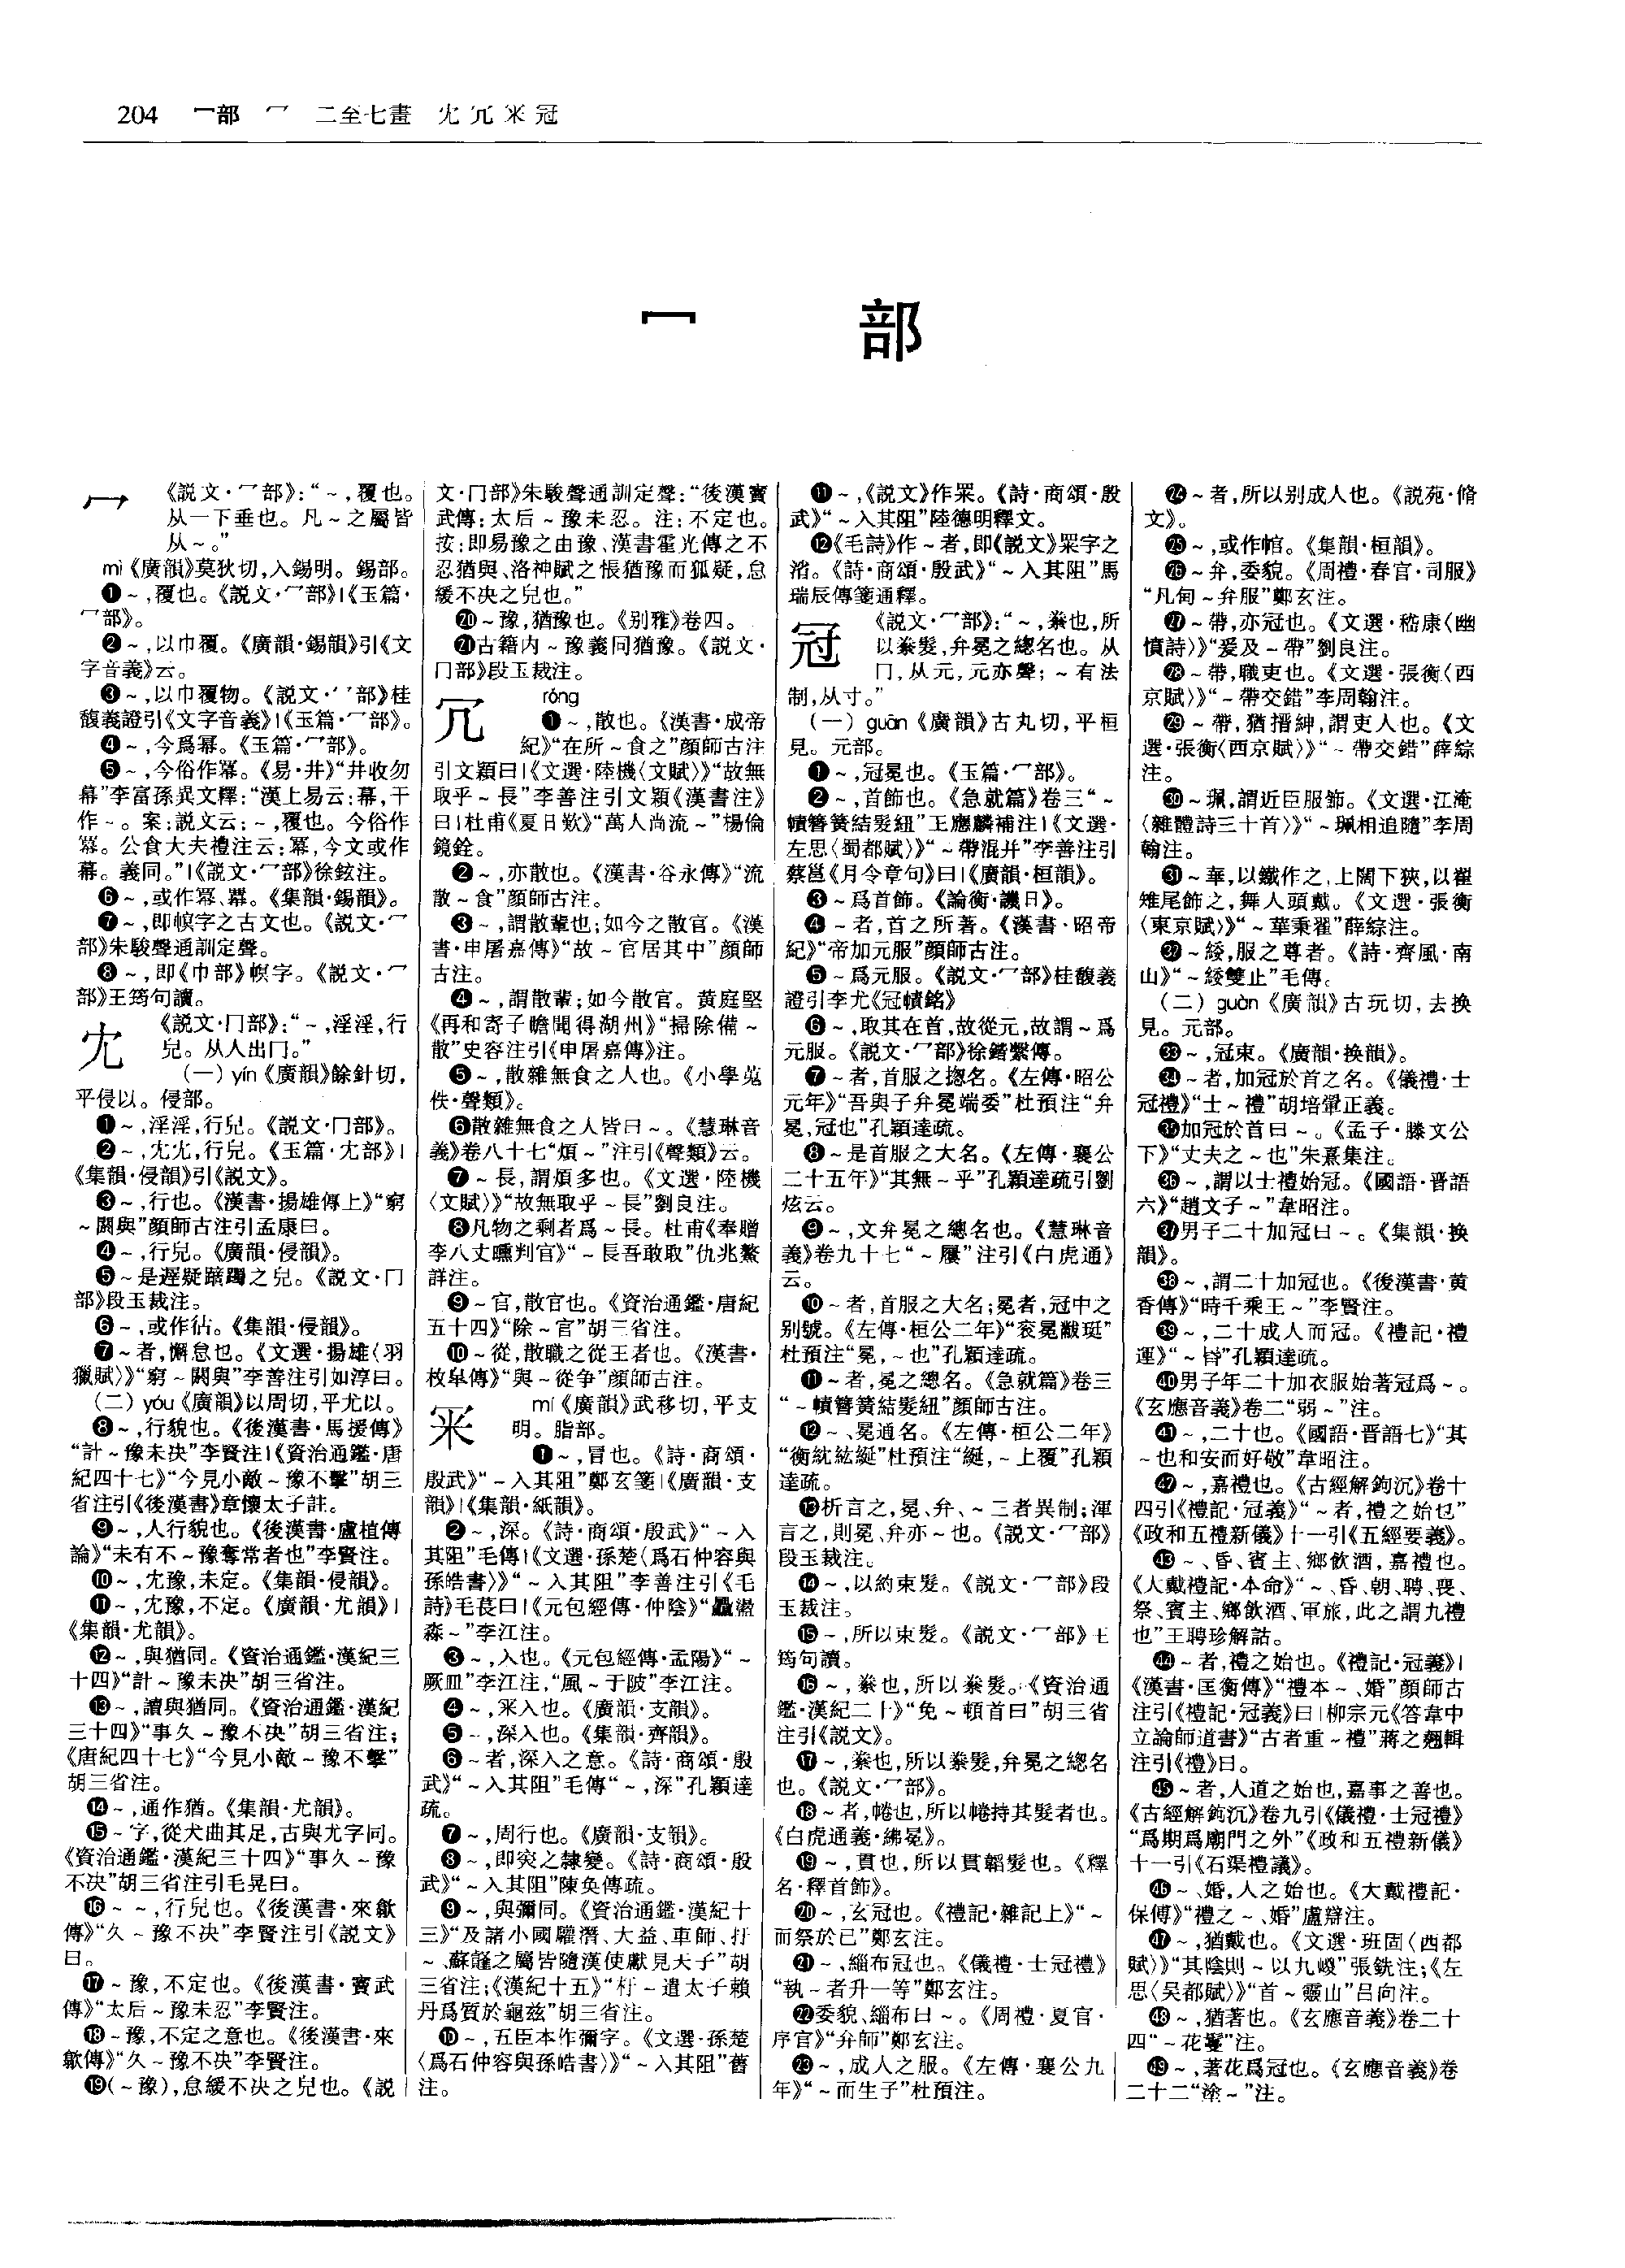 204 冖部 冖 二至七畫 冘冗罙冠
冖 部
冖
《説文·冖部》:“~,覆也。
从一下垂也。凡~之屬皆
从~。”
mì《廣韻》莫狄切,入錫明。錫部。
❶~,覆也。《説文·冖部》|《玉篇·
冖部》。
❷~,以巾覆。《廣韻·錫韻》引《文
字音義》云。
❸~,以巾覆物。《説文·冖部》桂
馥義證引《文字音義》|《玉篇·冖部》。
❹~,今爲冪。《玉篇·冖部》。
❺~,今俗作冪。《易·井》“井收勿
幕”李富孫異文釋:“漢上易云:幕,干
作~。案:説文云:~,覆也。今俗作
冪。公食大夫禮注云:冪,今文或作
幕。義同。”|《説文·冖部》徐鉉注。
❻~,或作冪、羃。《集韻·錫韻》。
❼~,即幎字之古文也。《説文·冖
部》朱駿聲通訓定聲。
❽~,即《巾部》幎字。《説文·冖
部》王筠句讀。
冘
《説文·冂部》:“~,淫淫,行
皃。从人出冂。”
(一)yín《廣韻》餘針切,
平侵以。侵部。
❶~,淫淫,行皃。《説文·冂部》。
❷~,冘冘,行皃。《玉篇·尢部》|
《集韻·侵韻》引《説文》。
❸~,行也。《漢書·揚雄傳上》“窮
~閼與”顔師古注引孟康曰。
❹~,行皃。《廣韻·侵韻》。
❺~是遲疑蹢躅之皃。《説文·冂
部》段玉裁注。
❻~,或作㐰。《集韻·侵韻》。
❼~者,懈怠也。《文選·揚雄〈羽
獵賦〉》“窮~閼與”李善注引如淳曰。
(二)yóu《廣韻》以周切,平尤以。
❽~,行貌也。《後漢書·馬援傳》
“計~豫未決”李賢注|《資治通鑑·唐
紀四十七》“今見小敵~豫不擊”胡三
省注引《後漢書》章懷太子註。
❾~,人行貌也。《後漢書·盧植傳
論》“未有不~豫奪常者也”李賢注。
❿~,冘豫,未定。《集韻·侵韻》。
⓫~,冘豫,不定。《廣韻·尤韻》|
《集韻·尤韻》。
⓬~,與猶同。《資治通鑑·漢紀三
十四》“計~豫未決”胡三省注。
⓭~,讀與猶同。《資治通鑑·漢紀
三十四》“事久~豫不決”胡三省注;
《唐紀四十七》“今見小敵~豫不擊”
胡三省注。
⓮~,通作猶。《集韻·尤韻》。
⓯~字,從犬曲其足,古與尤字同。
《資治通鑑·漢紀三十四》“事久~豫
不決”胡三省注引毛晃曰。
⓰~~,行皃也。《後漢書·來歙
傳》“久~豫不決”李賢注引《説文》
曰。
⓱~豫,不定也。《後漢書·竇武
傳》“太后~豫未忍”李賢注。
⓲~豫,不定之意也。《後漢書·來
歙傳》“久~豫不決”李賢注。
⓳(~豫),怠緩不決之皃也。《説
文·冂部》朱駿聲通訓定聲:“後漢竇
武傳:太后~豫未忍。注:不定也。
按:即易豫之由豫、漢書霍光傳之不
忍猶與、洛神賦之悵猶豫而狐疑,怠
緩不決之皃也。”
⓴~豫,猶豫也。《别雅》卷四。
㉑古籍内~豫義同猶豫。《説文·
冂部》段玉裁注。
冗
rǒng
❶~,散也。《漢書·成帝
紀》“在所~食之”顔師古注
引文穎曰|《文選·陸機〈文賦〉》“故無
取乎~長”李善注引文穎《漢書注》
曰|杜甫《夏日歎》“萬人尚流~”楊倫
鏡銓。
❷~,亦散也。《漢書·谷永傳》“流
散~食”顔師古注。
❸~,謂散輩也;如今之散官。《漢
書·申屠嘉傳》“故~官居其中”顔師
古注。
❹~,謂散輩;如今散官。黄庭堅
《再和寄子瞻聞得湖州》“掃除備~
散”史容注引《申屠嘉傳》注。
❺~,散雜無食之人也。《小學蒐
佚·聲類》。
❻散雜無食之人皆曰~。《慧琳音
義》卷八十七“煩~”注引《聲類》云。
❼~長,謂煩多也。《文選·陸機
〈文賦〉》“故無取乎~長”劉良注。
❽凡物之剩者爲~長。杜甫《奉贈
李八丈曛判官》“~長吾敢取”仇兆鰲
詳注。
❾~官,散官也。《資治通鑑·唐紀
五十四》“除~官”胡三省注。
❿~從,散職之從王者也。《漢書·
枚皋傳》“與~從争”顔師古注。
罙
mí《廣韻》武移切,平支
明。脂部。
❶~,冒也。《詩·商頌·
殷武》“~入其阻”鄭玄箋|《廣韻·支
韻》|《集韻·紙韻》。
❷~,深。《詩·商頌·殷武》“~入
其阻”毛傳|《文選·孫楚〈爲石仲容與
孫皓書〉》“~入其阻”李善注引《毛
詩》毛萇曰|《元包經傳·仲陰》“
淼~”李江注。
❸~,入也。《元包經傳·孟陽》“~
厥皿”李江注,“風~于陂”李江注。
❹~,罙入也。《廣韻·支韻》。
❺~,深入也。《集韻·齊韻》。
❻~者,深入之意。《詩·商頌·殷
武》“~入其阻”毛傳“~,深”孔穎達
疏。
❼~,周行也。《廣韻·支韻》。
❽~,即突之隸變。《詩·商頌·殷
武》“~入其阻”陳奂傳疏。
❾~,與彌同。《資治通鑑·漢紀十
三》“及諸小國驩潛、大益、車師、扜
~、蘇薤之屬皆隨漢使獻見天子”胡
三省注;《漢紀十五》“杅~遣太子賴
丹爲質於龜兹”胡三省注。
❿~,五臣本作彌字。《文選·孫楚
〈爲石仲容與孫皓書〉》“~入其阻”舊
注。
⓫~,《説文》作罙。《詩·商頌·殷
武》“~入其阻”陸德明釋文。
⓬《毛詩》作~者,即《説文》罙字之
渻。《詩·商頌·殷武》“~入其阻”馬
瑞辰傳箋通釋。
冠
《説文·冖部》:“~,絭也,所
以絭髮,弁冕之總名也。从
冂,从元,元亦聲;~有法
制,从寸。”
(一)guān《廣韻》古丸切,平桓
見。元部。
❶~,冠冕也。《玉篇·冖部》。
❷~,首飾也。《急就篇》卷三“~
幘簪簧結髮紐”王應麟補注|《文選·
左思〈蜀都賦〉》“~帶混并”李善注引
蔡邕《月令章句》曰|《廣韻·桓韻》。
❸~爲首飾。《論衡·譏日》。
❹~者,首之所著。《漢書·昭帝
紀》“帝加元服”顔師古注。
❺~爲元服。《説文·冖部》桂馥義
證引李尤《冠幘銘》
❻~,取其在首,故從元,故謂~爲
元服。《説文·冖部》徐鍇繫傳。
❼~者,首服之揔名。《左傳·昭公
元年》“吾與子弁冕端委”杜預注“弁
冕,冠也”孔穎達疏。
❽~是首服之大名。《左傳·襄公
二十五年》“其無~乎”孔穎達疏引劉
炫云。
❾~,文弁冕之總名也。《慧琳音
義》卷九十七“~屨”注引《白虎通》
云。
❿~者,首服之大名;冕者,冠中之
别號。《左傳·桓公二年》“衮冕黻珽”
杜預注“冕,~也”孔穎達疏。
⓫~者,冕之總名。《急就篇》卷三
“~幘簪簧結髮紐”顔師古注。
⓬~、冕通名。《左傳·桓公二年》
“衡紞紘綖”杜預注“綖,~上覆”孔穎
達疏。
⓭析言之,冕、弁、~三者異制;渾
言之,則冕、弁亦~也。《説文·冖部》
段玉裁注。
⓮~,以約束髮。《説文·冖部》段
玉裁注。
⓯~,所以束髮。《説文·冖部》王
筠句讀。
⓰~,絭也,所以絭髮。《資治通
鑑·漢紀二十》“免~頓首曰”胡三省
注引《説文》。
⓱~,絭也,所以絭髮,弁冕之總名
也。《説文·冖部》。
⓲~者,㡓也,所以㡓持其髮者也。
《白虎通義·紼冕》。
⓳~,貫也,所以貫韜髮也。《釋
名·釋首飾》。
⓴~,玄冠也。《禮記·雜記上》“~
而祭於已”鄭玄注。
㉑~,緇布冠也。《儀禮·士冠禮》
“執~者升一等”鄭玄注。
㉒委貌、緇布曰~。《周禮·夏官·
序官》“弁師”鄭玄注。
㉓~,成人之服。《左傳·襄公九
年》“~而生子”杜預注。
㉔~者,所以别成人也。《説苑·脩
文》。
㉕~,或作㡓。《集韻·桓韻》。
㉖~弁,委貌。《周禮·春官·司服》
“凡甸~弁服”鄭玄注。
㉗~帶,亦冠也。《文選·嵇康〈幽
憤詩〉》“爰及~帶”劉良注。
㉘~帶,職吏也。《文選·張衡〈西
京賦〉》“~帶交錯”李周翰注。
㉙~帶,猶搢紳,謂吏人也。《文
選·張衡〈西京賦〉》“~帶交錯”薛綜
注。
㉚~珮,謂近臣服飾。《文選·江淹
〈雜體詩三十首〉》“~珮相追隨”李周
翰注。
㉛~華,以鐵作之,上闊下狹,以翟
雉尾飾之,舞人頭戴。《文選·張衡
〈東京賦〉》“~華秉翟”薛綜注。
㉜~緌,服之尊者。《詩·齊風·南
山》“~緌雙止”毛傳。
(二)guàn《廣韻》古玩切,去换
見。元部。
㉝~,冠束。《廣韻·换韻》。
㉞~者,加冠於首之名。《儀禮·士
冠禮》“士~禮”胡培翬正義。
㉟加冠於首曰~。《孟子·滕文公
下》“丈夫之~也”朱熹集注。
㊱~,謂以士禮始冠。《國語·晉語
六》“趙文子~”韋昭注。
㊲男子二十加冠曰~。《集韻·换
韻》。
㊳~,謂二十加冠也。《後漢書·黄
香傳》“時千乘王~”李賢注。
㊴~,二十成人而冠。《禮記·禮
運》“~昏”孔穎達疏。
㊵男子年二十加衣服始著冠爲~。
《玄應音義》卷二“弱~”注。
㊶~,二十也。《國語·晉語七》“其
~也和安而好敬”韋昭注。
㊷~,嘉禮也。《古經解鉤沉》卷十
四引《禮記·冠義》“~者,禮之始也”
《政和五禮新儀》十一引《五經要義》。
㊸~、昏、賓主、鄉飲酒,嘉禮也。
《大戴禮記·本命》“~、昏、朝、聘、喪、
祭、賓主、鄉飲酒、軍旅,此之謂九禮
也”王聘珍解詁。
㊹~者,禮之始也。《禮記·冠義》|
《漢書·匡衡傳》“禮本~、婚”顔師古
注引《禮記·冠義》曰|柳宗元《答韋中
立論師道書》“古者重~禮”蔣之翹輯
注引《禮》曰。
㊺~者,人道之始也,嘉事之善也。
《古經解鉤沉》卷九引《儀禮·士冠禮》
“爲期爲廟門之外”《政和五禮新儀》
十一引《石渠禮議》。
㊻~、婚,人之始也。《大戴禮記·
保傅》“禮之~、婚”盧辯注。
㊼~,猶戴也。《文選·班固〈西都
賦〉》“其陰則~以九嵕”張銑注;《左
思〈吴都賦〉》“首~靈山”吕向注。
㊽~,猶著也。《玄應音義》卷二十
四“~花鬘”注。
㊾~,著花爲冠也。《玄應音義》卷
二十二“塗~”注。